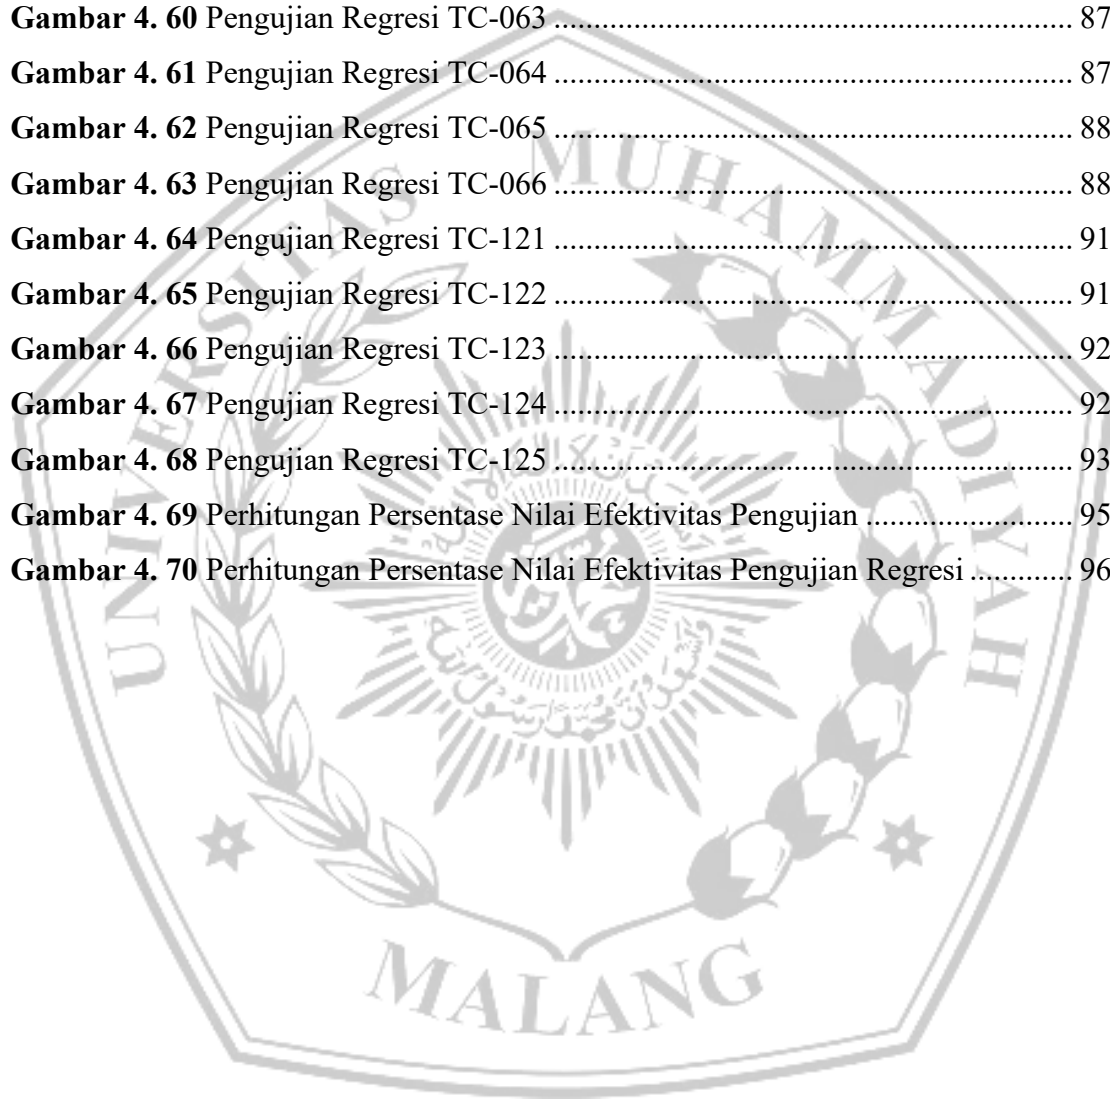 Gambar 4. 60 Pengujian Regresi TC-063 ................................................................. 87
Gambar 4. 61 Pengujian Regresi TC-064 ................................................................. 87
Gambar 4. 62 Pengujian Regresi TC-065 ................................................................. 88
Gambar 4. 63 Pengujian Regresi TC-066 ................................................................. 88
Gambar 4. 64 Pengujian Regresi TC-121 ................................................................. 91
Gambar 4. 65 Pengujian Regresi TC-122 ................................................................. 91
Gambar 4. 66 Pengujian Regresi TC-123 ................................................................. 92
Gambar 4. 67 Pengujian Regresi TC-124 ................................................................. 92
Gambar 4. 68 Pengujian Regresi TC-125 ................................................................. 93
Gambar 4. 69 Perhitungan Persentase Nilai Efektivitas Pengujian .......................... 95
Gambar 4. 70 Perhitungan Persentase Nilai Efektivitas Pengujian Regresi ............. 96
UNIVERSITAS MUHAMMADIYAH
MALANG